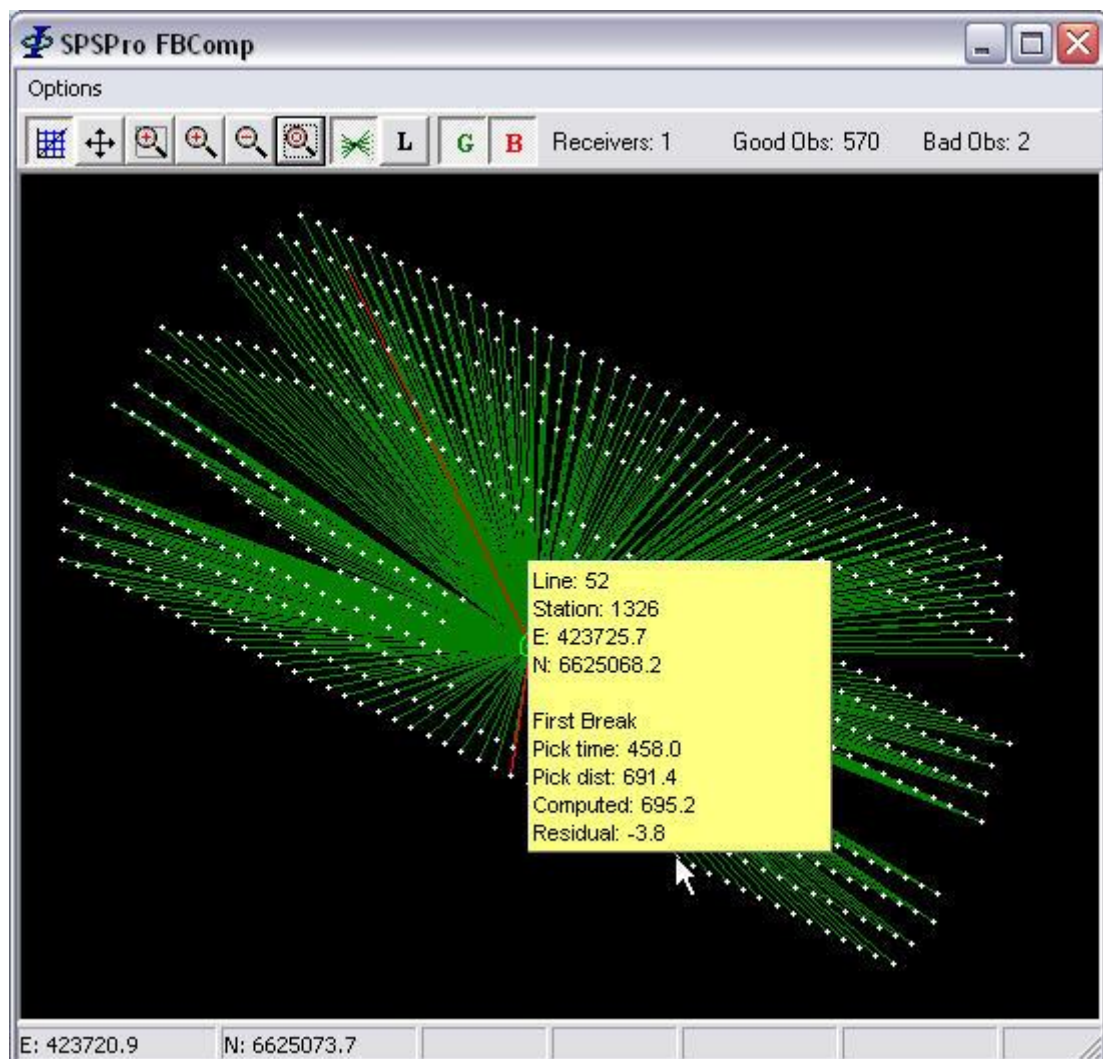 SPSPro FBComp
Options
L G B Receivers: 1 Good Obs: 570 Bad Obs: 2
Line: 52
Station: 1326
E: 423725.7
N: 6625068.2
First Break
Pick time: 458.0
Pick dist: 691.4
Computed: 695.2
Residual: -3.8
E: 423720.9 N: 6625073.7